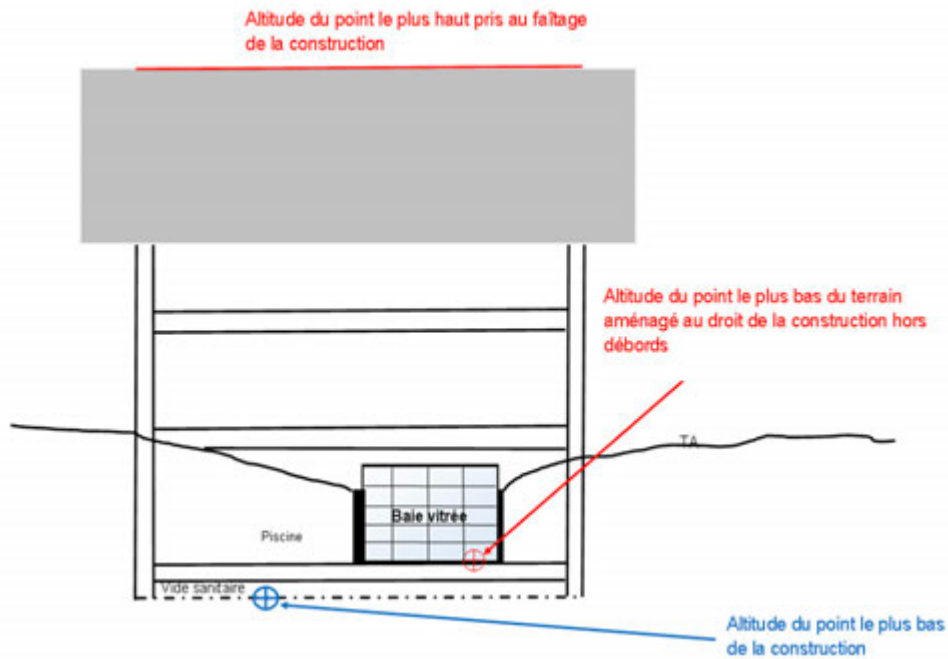 Altitude du point le plus haut pris au faîtage
de la construction
Altitude du point le plus bas du terrain
aménagé au droit de la construction hors
débords
TA
Baie vitrée
Piscine
Vide sanitaire
Altitude du point le plus bas
de la construction